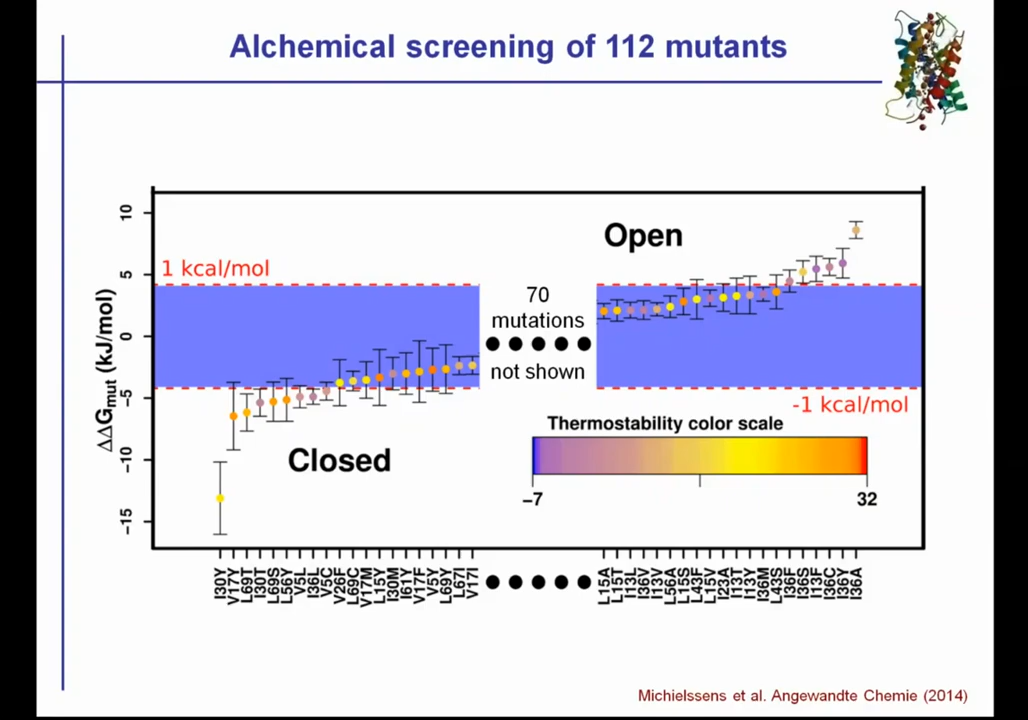 Alchemical screening of 112 mutants
ΔΔGmut (kJ/mol)
10
5
0
-5
-10
-15
1 kcal/mol
Open
70
mutations
not shown
-1 kcal/mol
Closed
Thermostability color scale
−7
32
I30Y
V17Y
L69T
I30T
L69S
L56Y
V5L
I36L
V5C
V26F
L69C
V17M
L15Y
I30M
I61Y
V17F
V5Y
L69Y
L67I
V17I
L15A
L15T
I13L
I36V
I13V
L56A
L15S
L43F
L15V
I23A
I13T
I13Y
I36M
L43S
I36F
I36S
I13F
I36C
I36Y
I36A
Michielssens et al. Angewandte Chemie (2014)